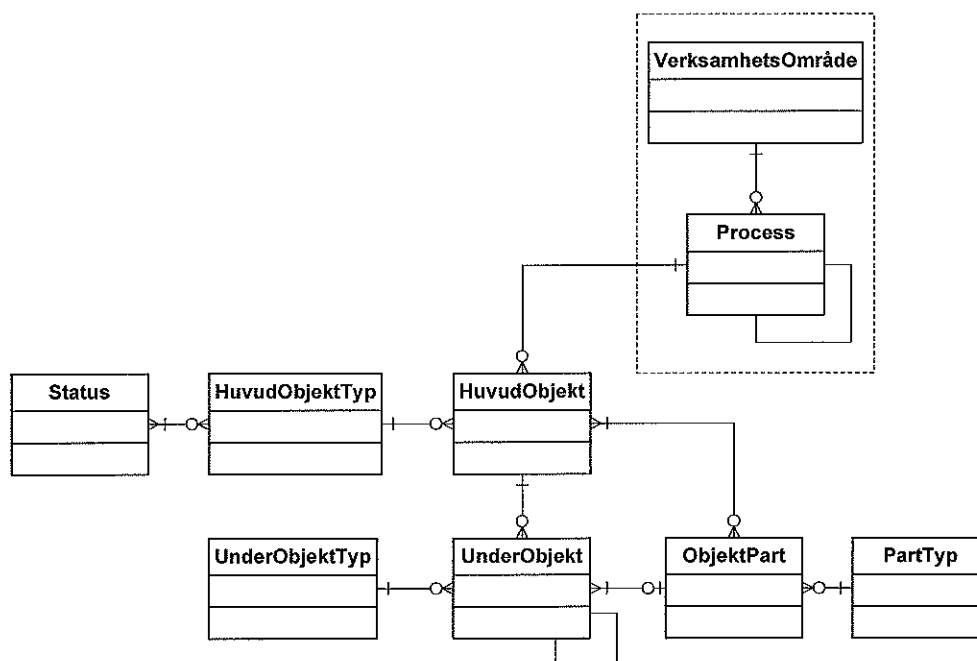 VerksamhetsOmråde
Process
Status
HuvudObjektTyp
HuvudObjekt
UnderObjektTyp
UnderObjekt
ObjektPart
PartTyp